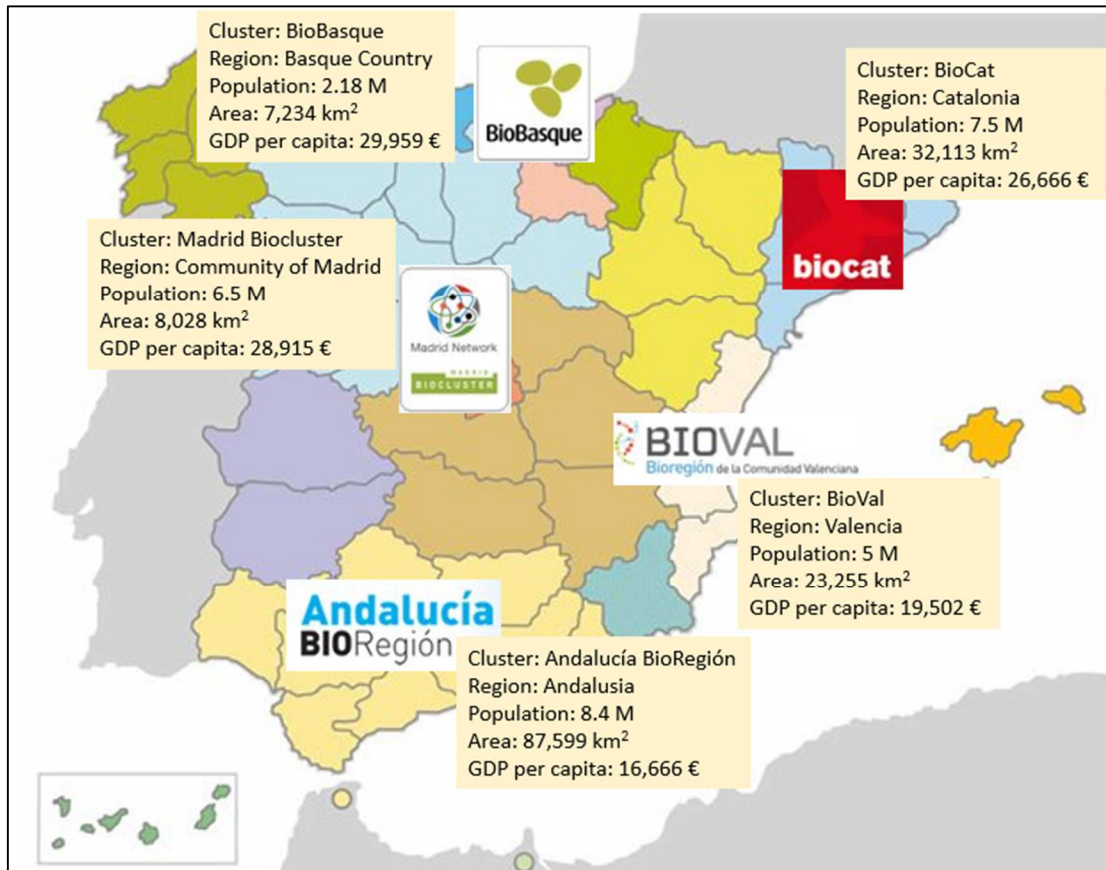 Cluster: BioBasque
Region: Basque Country
Population: 2.18 M
Area: 7,234 km²
GDP per capita: 29,959 €
BioBasque
Cluster: BioCat
Region: Catalonia
Population: 7.5 M
Area: 32,113 km²
GDP per capita: 26,666 €
biocat
Cluster: Madrid Biocluster
Region: Community of Madrid
Population: 6.5 M
Area: 8,028 km²
GDP per capita: 28,915 €
Madrid Network
MADRID
BIOCLUSTER
BIOVAL
Bioregión de la Comunidad Valenciana
Cluster: BioVal
Region: Valencia
Population: 5 M
Area: 23,255 km²
GDP per capita: 19,502 €
Andalucía
BIORegión
Cluster: Andalucía BioRegión
Region: Andalusia
Population: 8.4 M
Area: 87,599 km²
GDP per capita: 16,666 €